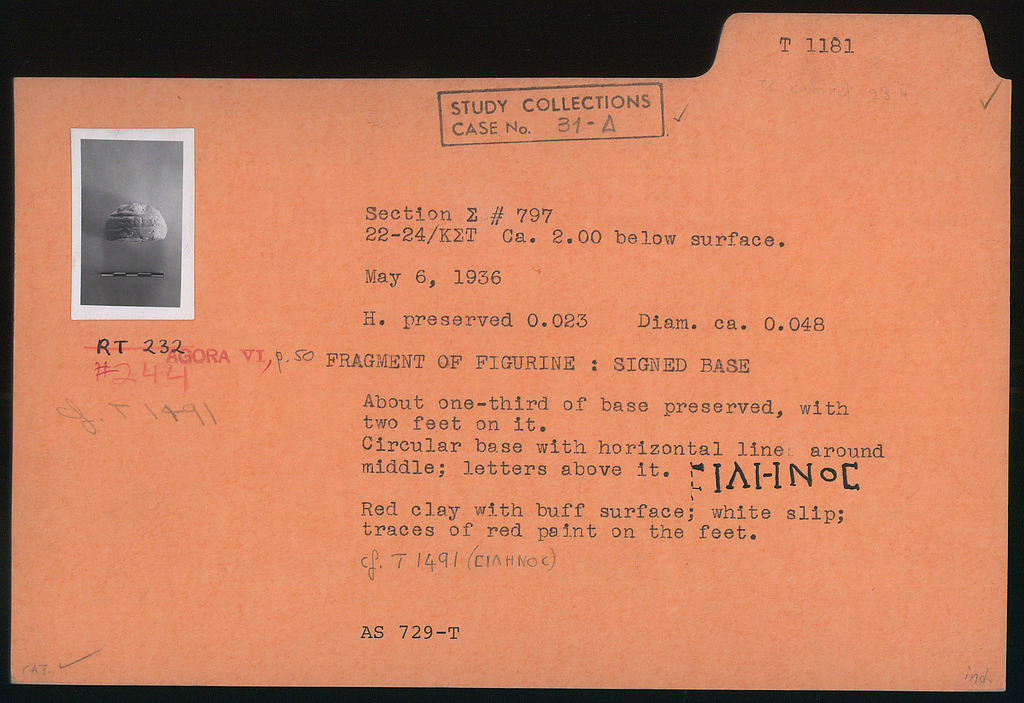 T 1181
STUDY COLLECTIONS
CASE No. 31-A
Section Σ # 797
22-24/ΚΣΤ Ca. 2.00 below surface.
May 6, 1936
H. preserved 0.023 Diam. ca. 0.048
RT 232
AGORA VI, p. 50
#244
FRAGMENT OF FIGURINE : SIGNED BASE
cf T 1491
About one-third of base preserved, with
two feet on it.
Circular base with horizontal line around
middle; letters above it. ΙΛΗΝοϹ
Red clay with buff surface; white slip;
traces of red paint on the feet.
cf. T 1491 (ϹΙΛΗΝΟϹ)
AS 729-T
CAT.
ind.